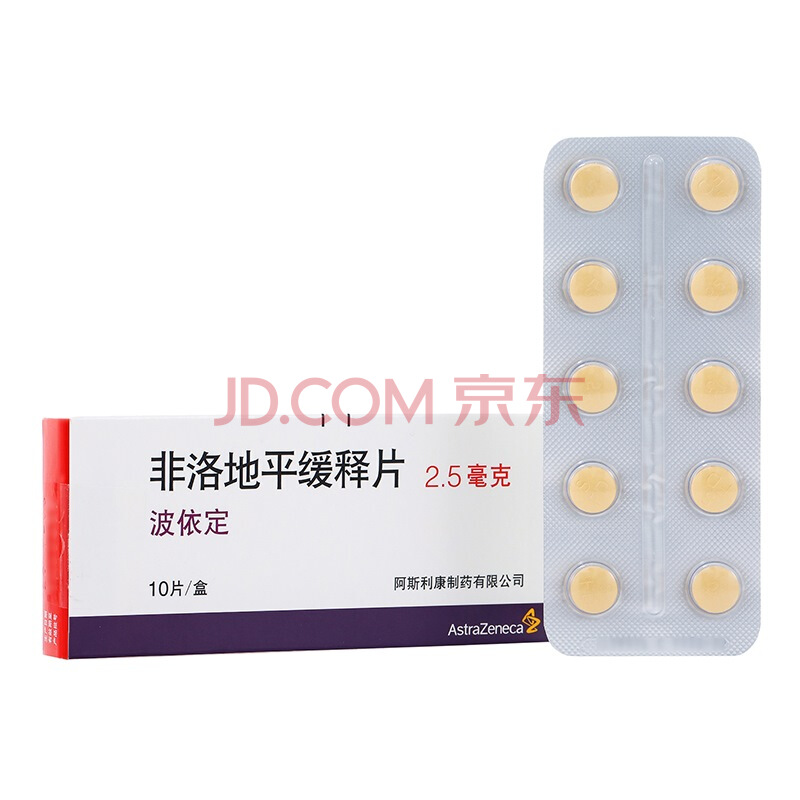 JD.COM 京东
非洛地平缓释片 2.5毫克
波依定
10片/盒
阿斯利康制药有限公司
AstraZeneca